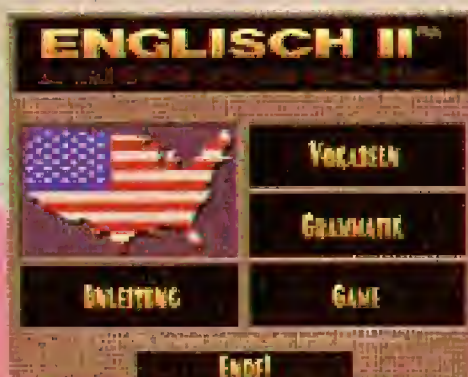 ENGLISCH II
VOKABELN
GRAMMATIK
EINLEITUNG
GAME
ENDE!